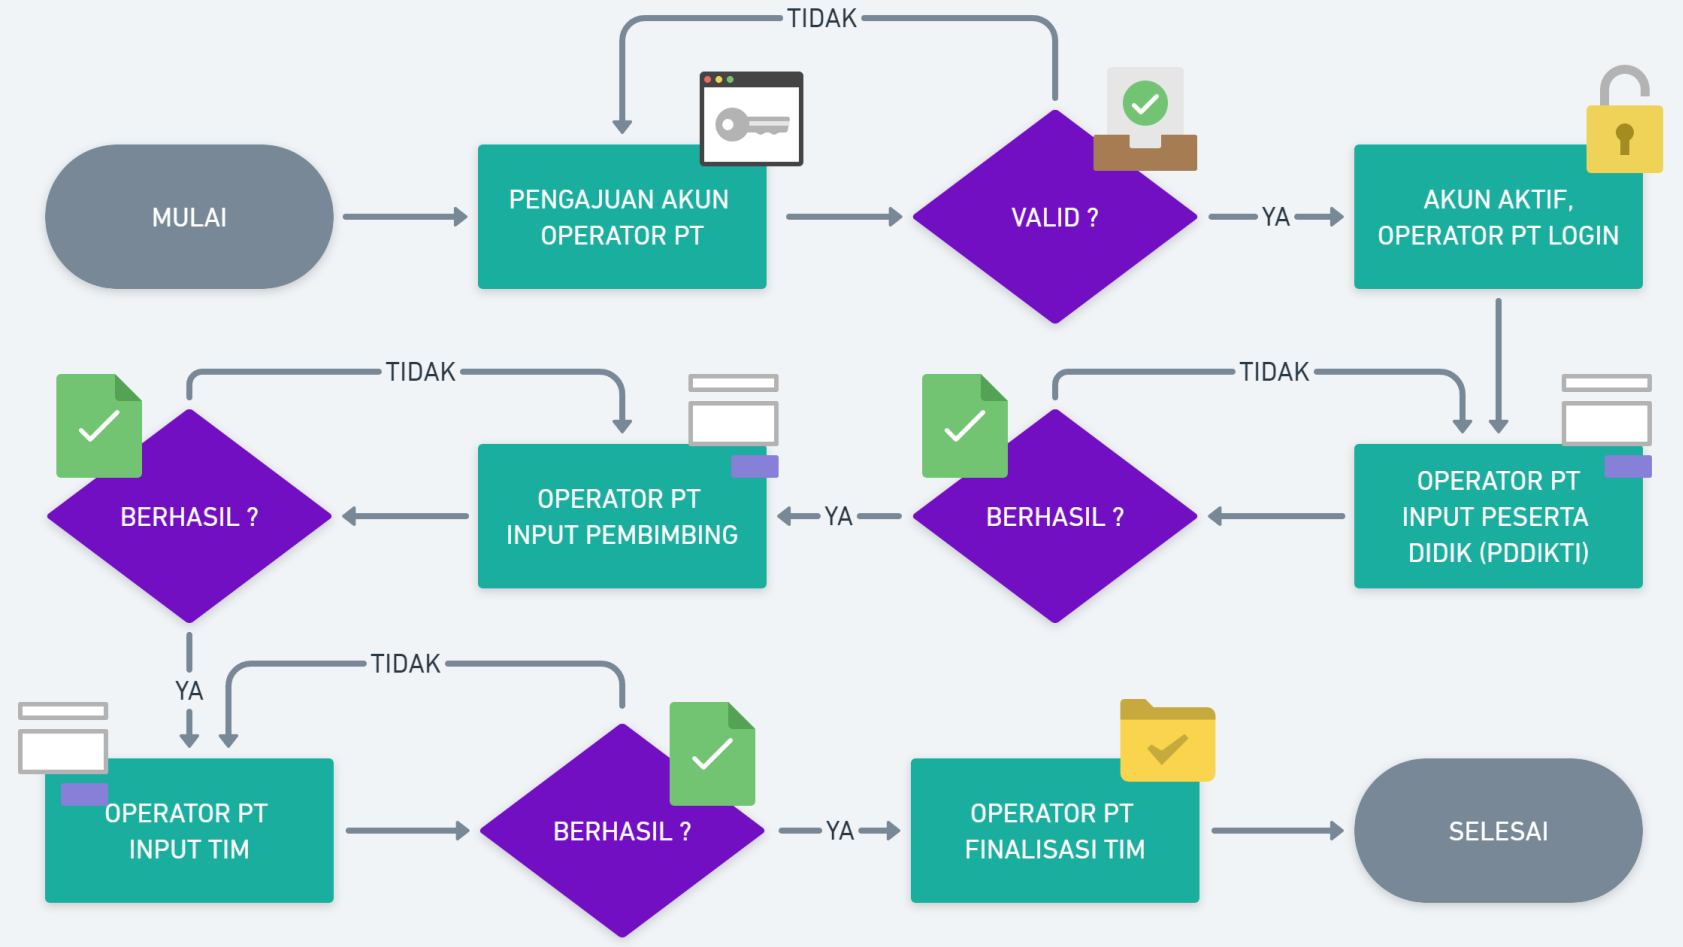 TIDAK
MULAI
PENGAJUAN AKUN
OPERATOR PT
VALID ?
YA
AKUN AKTIF,
OPERATOR PT LOGIN
TIDAK
OPERATOR PT
INPUT PESERTA
DIDIK (PDDIKTI)
BERHASIL ?
YA
TIDAK
OPERATOR PT
INPUT PEMBIMBING
BERHASIL ?
YA
TIDAK
OPERATOR PT
INPUT TIM
BERHASIL ?
YA
OPERATOR PT
FINALISASI TIM
SELESAI